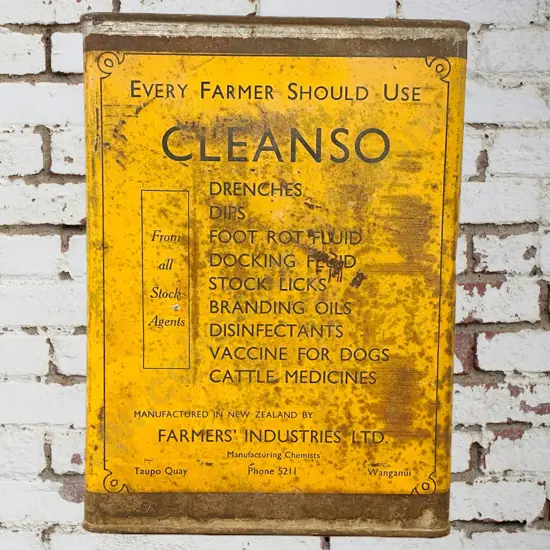 EVERY FARMER SHOULD USE
CLEANSO
From
all
Stock
Agents
DRENCHES
DIPS
FOOT ROT FLUID
DOCKING FLUID
STOCK LICKS
BRANDING OILS
DISINFECTANTS
VACCINE FOR DOGS
CATTLE MEDICINES
MANUFACTURED IN NEW ZEALAND BY
FARMERS' INDUSTRIES LTD.
Manufacturing Chemists
Taupo Quay Phone 5211 Wanganui